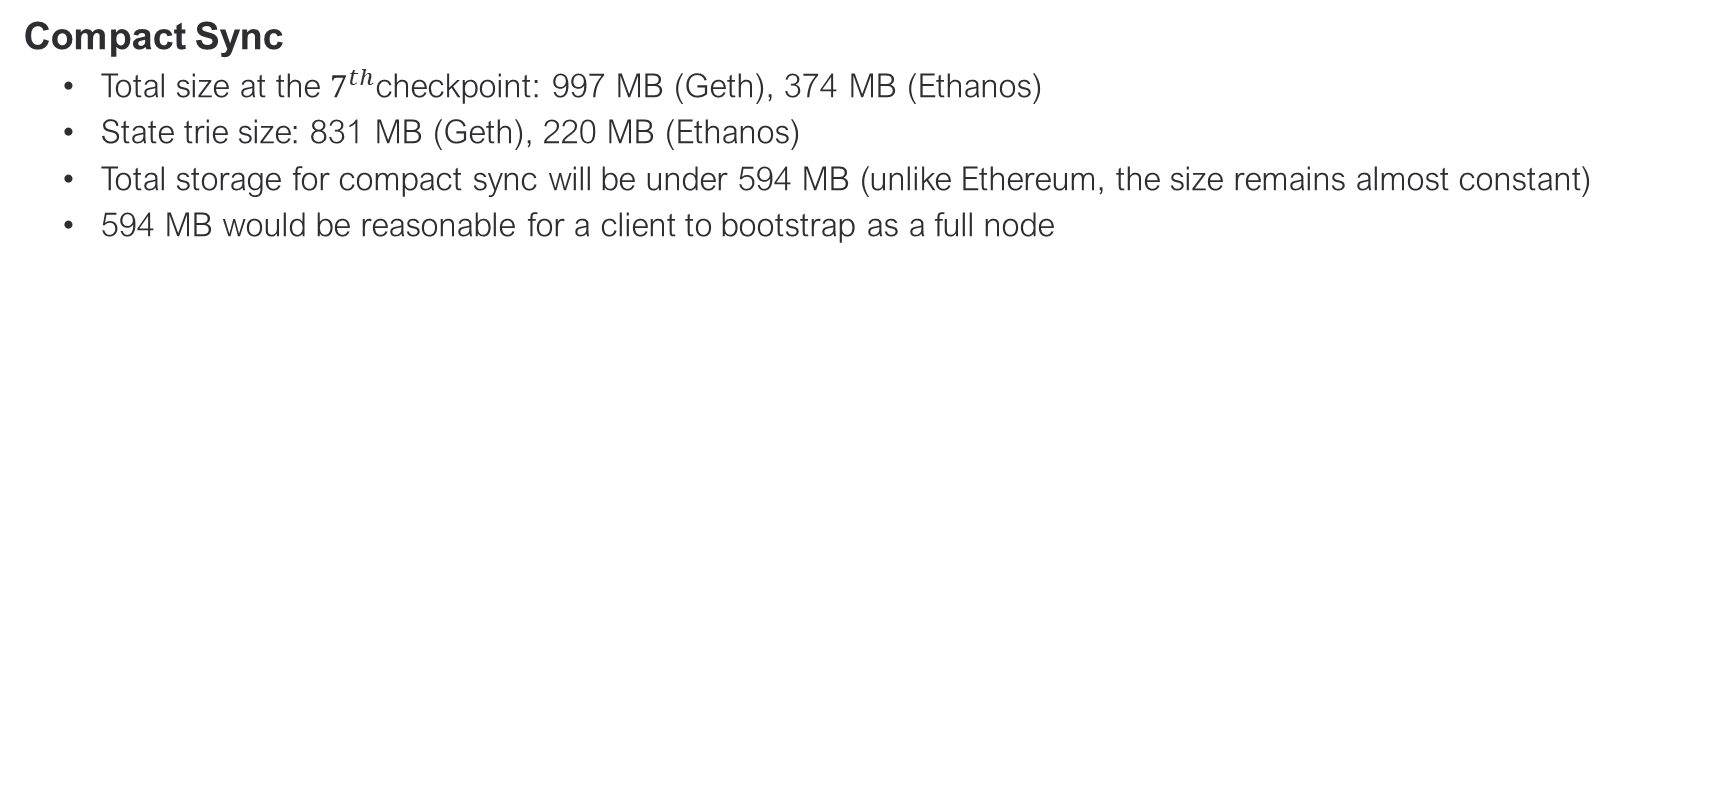 Compact Sync
• Total size at the 7^th checkpoint: 997 MB (Geth), 374 MB (Ethanos)
• State trie size: 831 MB (Geth), 220 MB (Ethanos)
• Total storage for compact sync will be under 594 MB (unlike Ethereum, the size remains almost constant)
• 594 MB would be reasonable for a client to bootstrap as a full node